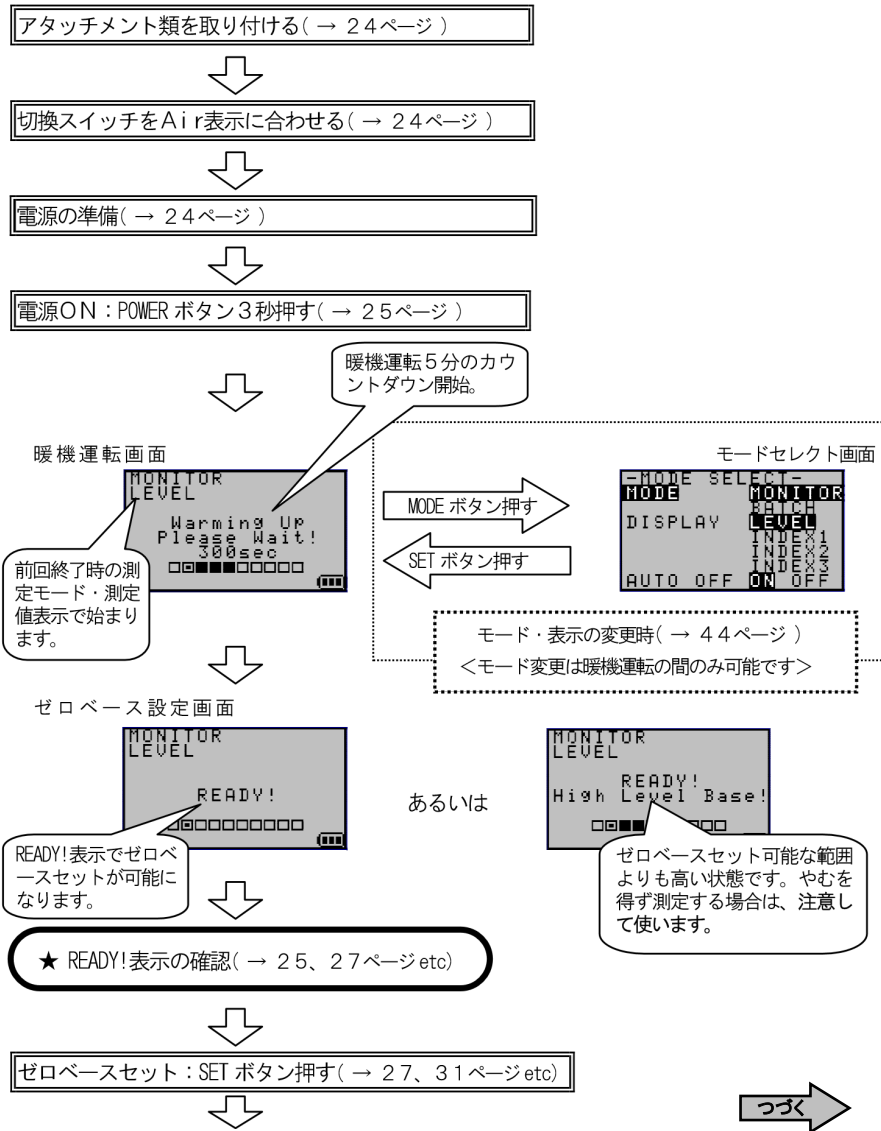 アタッチメント類を取り付ける( → 24ページ )
切換スイッチをAir表示に合わせる( → 24ページ )
電源の準備( → 24ページ )
電源ON:POWER ボタン3秒押す( → 25ページ )
暖機運転5分のカウ
ントダウン開始。
暖機運転画面
MONITOR
LEVEL
Warming Up
Please Wait!
300sec
前回終了時の測
定モード・測定
値表示で始まり
ます。
MODE ボタン押す
SET ボタン押す
モードセレクト画面
-MODE SELECT-
MODE MONITOR
BATCH
DISPLAY LEVEL
INDEX1
INDEX2
INDEX3
AUTO OFF ON OFF
モード・表示の変更時( → 44ページ )
<モード変更は暖機運転の間のみ可能です>
ゼロベース設定画面
MONITOR
LEVEL
READY!
READY!表示でゼロベ
ースセットが可能に
なります。
あるいは
MONITOR
LEVEL
READY!
High Level Base!
ゼロベースセット可能な範囲
よりも高い状態です。やむを
得ず測定する場合は、注意し
て使います。
★ READY!表示の確認( → 25、27ページ etc)
ゼロベースセット:SET ボタン押す( → 27、31ページ etc)
つづく